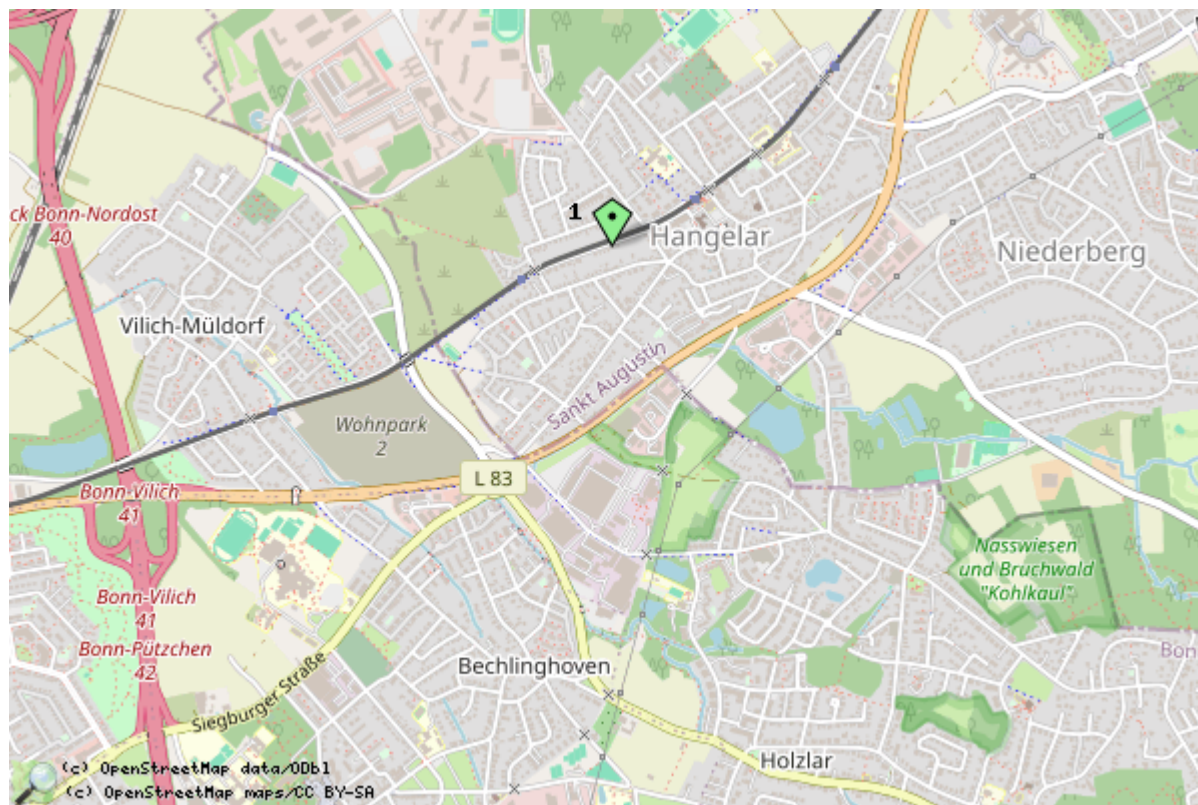 1
Hangelar
ck Bonn-Nordost
40
Niederberg
Vilich-Müldorf
Sankt Augustin
Wohnpark
2
L 83
Bonn-Vilich
41
Nasswiesen
und Bruchwald
"Kohlkaul"
Bonn-Vilich
41
Bonn-Pützchen
42
Siegburger Straße
Bechlinghoven
Bon
Holzlar
(c) OpenStreetMap data/ODbl
(c) OpenStreetMap maps/CC BY-SA